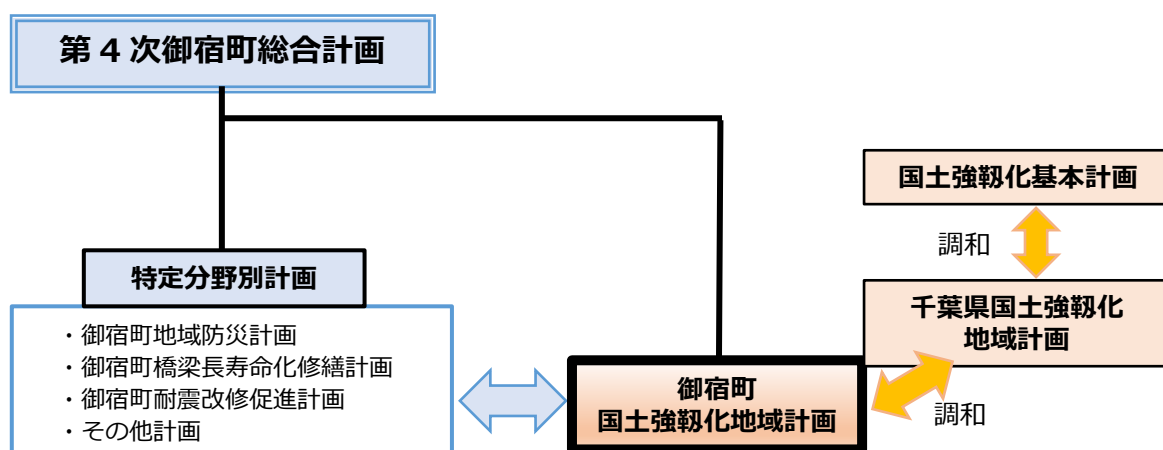 第 4 次御宿町総合計画
国土強靱化基本計画
調和
特定分野別計画
千葉県国土強靱化
地域計画
・御宿町地域防災計画
・御宿町橋梁長寿命化修繕計画
・御宿町耐震改修促進計画
・その他計画
御宿町
国土強靱化地域計画
調和